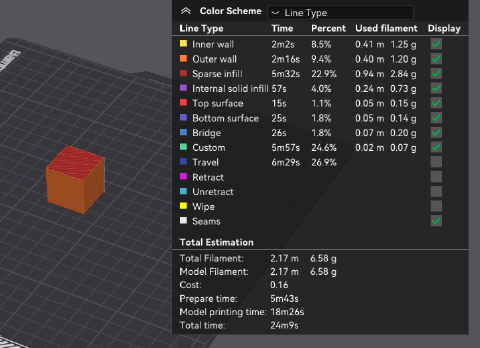 Color Scheme Line Type
Line Type Time Percent Used filament Display
Inner wall 2m2s 8.5% 0.41 m 1.25 g
Outer wall 2m16s 9.4% 0.40 m 1.20 g
Sparse infill 5m32s 22.9% 0.94 m 2.84 g
Internal solid infill 57s 4.0% 0.24 m 0.73 g
Top surface 15s 1.1% 0.05 m 0.15 g
Bottom surface 25s 1.8% 0.05 m 0.14 g
Bridge 26s 1.8% 0.07 m 0.20 g
Custom 5m57s 24.6% 0.02 m 0.07 g
Travel 6m29s 26.9%
Retract
Unretract
Wipe
Seams
Total Estimation
Total Filament: 2.17 m 6.58 g
Model Filament: 2.17 m 6.58 g
Cost: 0.16
Prepare time: 5m43s
Model printing time: 18m26s
Total time: 24m9s